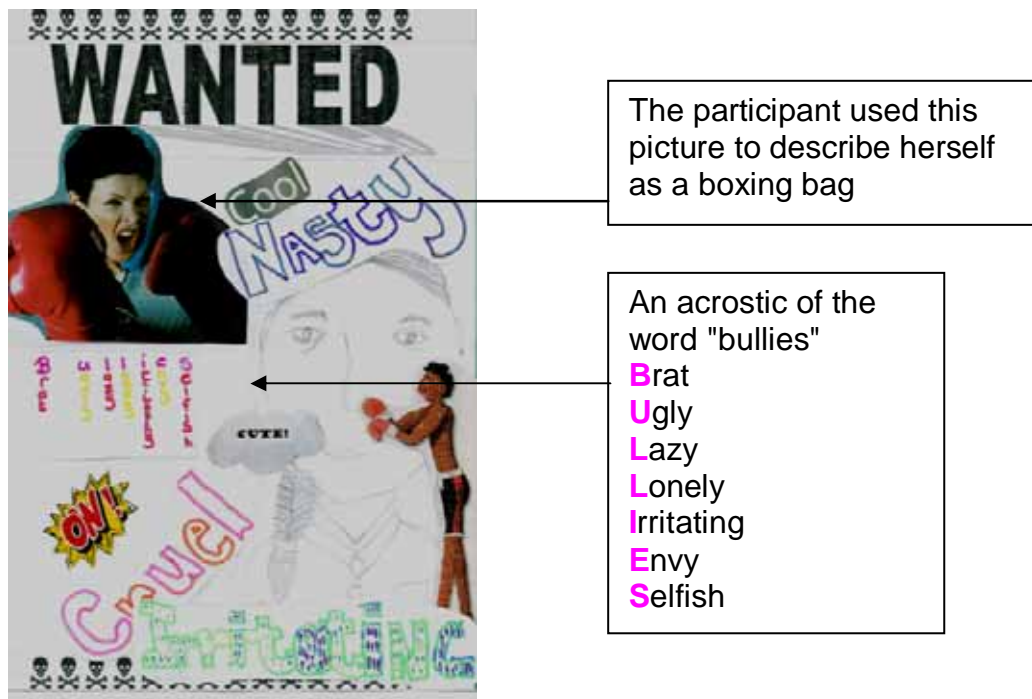 WANTED
Cool
NAsty
CUTE!
ON!
Cruel
IrritatiNG
The participant used this
picture to describe herself
as a boxing bag
An acrostic of the
word "bullies"
Brat
Ugly
Lazy
Lonely
Irritating
Envy
Selfish